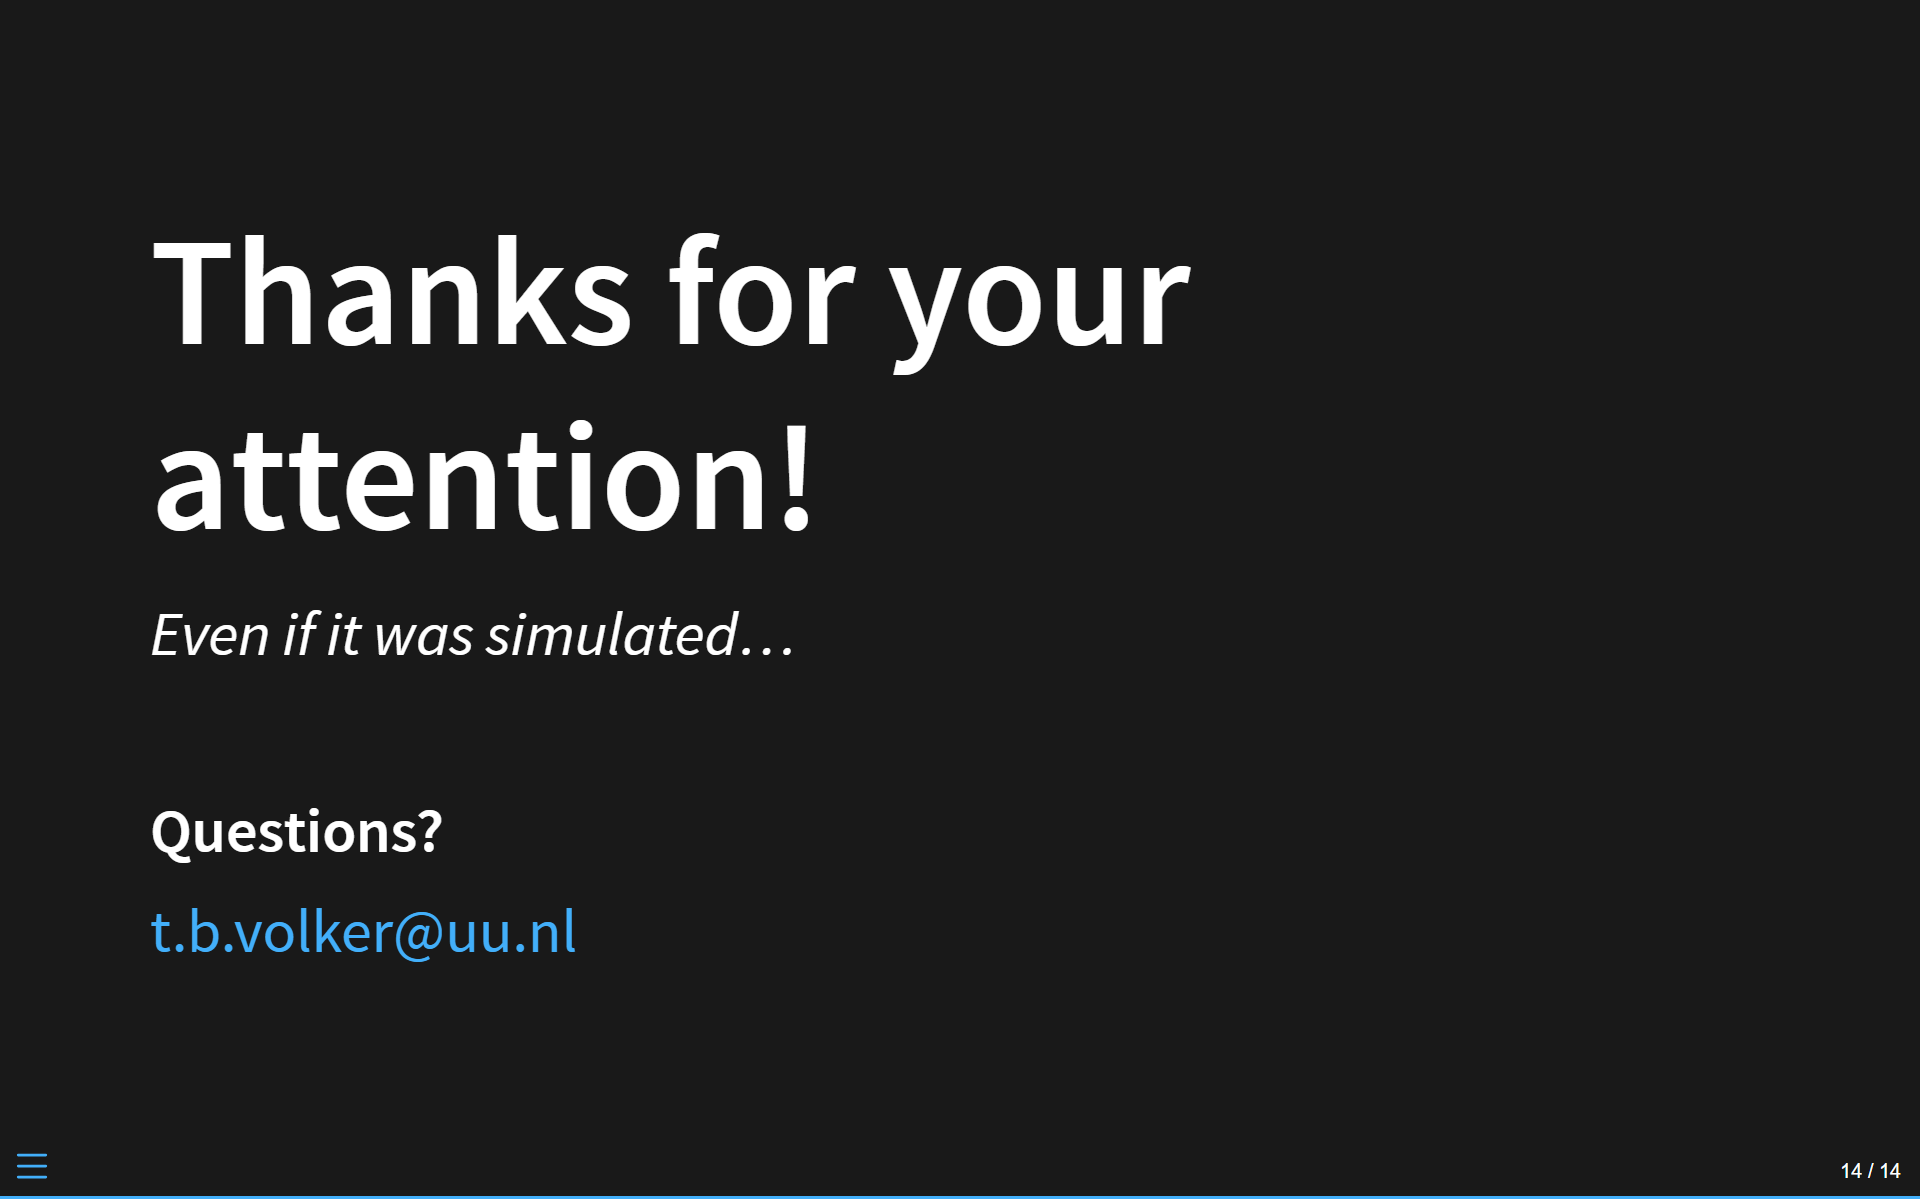 Thanks for your
attention!
Even if it was simulated…
Questions?
t.b.volker@uu.nl
14 / 14